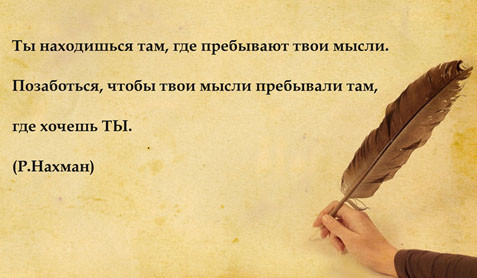 Ты находишься там, где пребывают твои мысли.
Позаботься, чтобы твои мысли пребывали там,
где хочешь ТЫ.
(Р.Нахман)